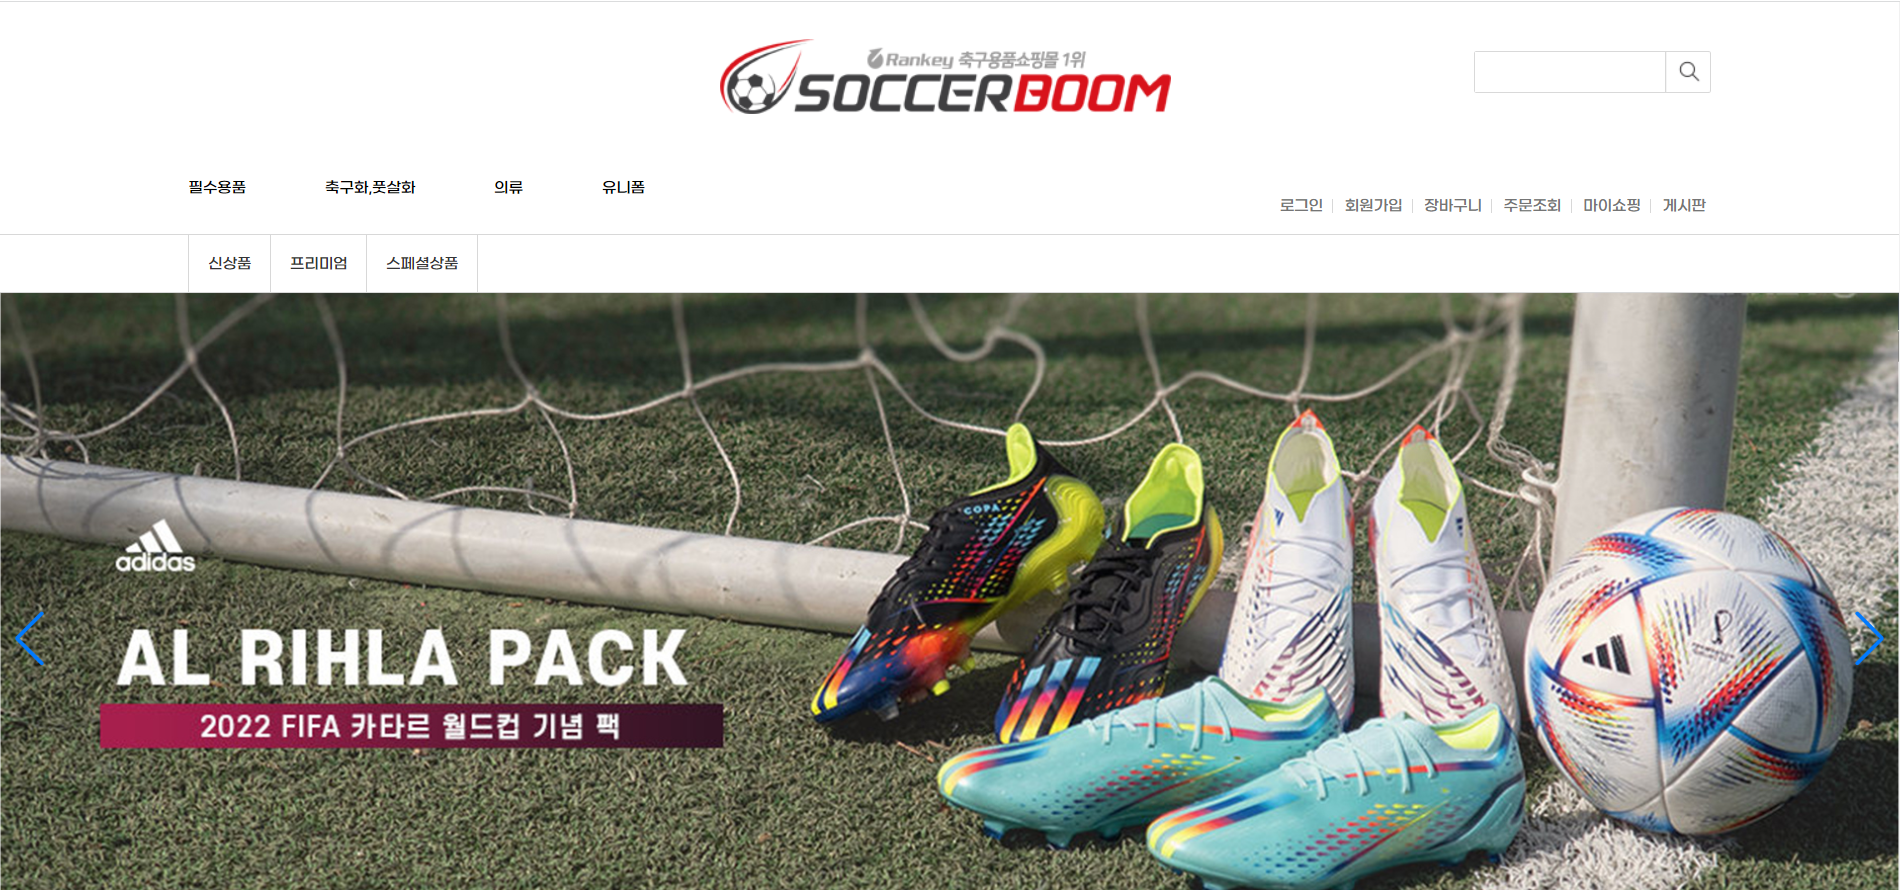 Rankey 축구용품쇼핑몰 1위
SOCCERBOOM
필수용품 축구화,풋살화 의류 유니폼
로그인 회원가입 장바구니 주문조회 마이쇼핑 게시판
신상품 프리미엄 스페셜상품
COPA
adidas
AL RIHLA PACK
2022 FIFA 카타르 월드컵 기념 팩